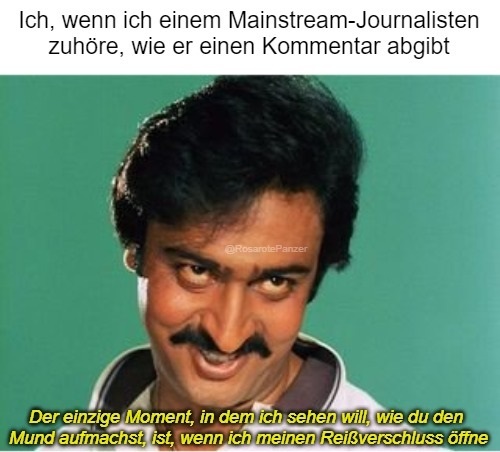 Ich, wenn ich einem Mainstream-Journalisten
zuhöre, wie er einen Kommentar abgibt
@RosarotePanzer
Der einzige Moment, in dem ich sehen will, wie du den
Mund aufmachst, ist, wenn ich meinen Reißverschluss öffne